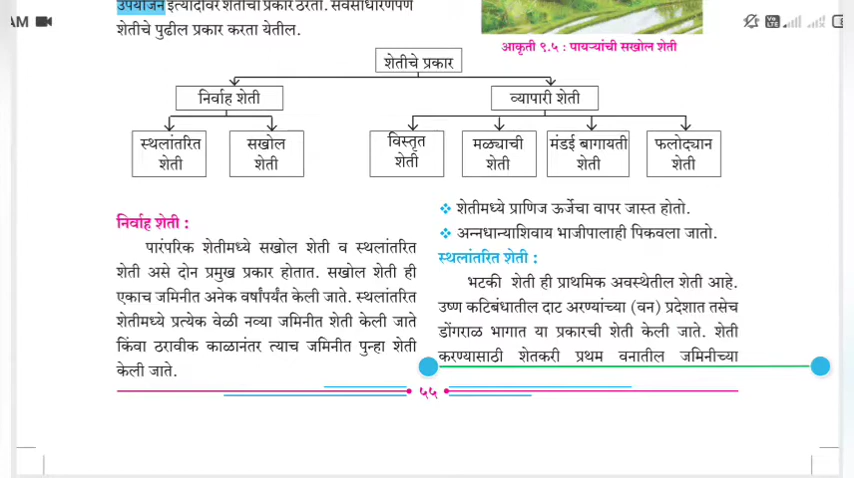 AM
उपयोजन इत्यादींवर शेतीचा प्रकार ठरतो. सर्वसाधारणपणे
शेतीचे पुढील प्रकार करता येतील.
आकृती ९.५ : पायऱ्यांची सखोल शेती
शेतीचे प्रकार
निर्वाह शेती
व्यापारी शेती
स्थलांतरित
शेती
सखोल
शेती
विस्तृत
शेती
मळ्याची
शेती
मंडई बागायती
शेती
फलोद्यान
शेती
निर्वाह शेती :
पारंपरिक शेतीमध्ये सखोल शेती व स्थलांतरित
शेती असे दोन प्रमुख प्रकार होतात. सखोल शेती ही
एकाच जमिनीत अनेक वर्षांपर्यंत केली जाते. स्थलांतरित
शेतीमध्ये प्रत्येक वेळी नव्या जमिनीत शेती केली जाते
किंवा ठरावीक काळानंतर त्याच जमिनीत पुन्हा शेती
केली जाते.
❖ शेतीमध्ये प्राणिज ऊर्जेचा वापर जास्त होतो.
❖ अन्नधान्याशिवाय भाजीपालाही पिकवला जातो.
स्थलांतरित शेती :
भटकी शेती ही प्राथमिक अवस्थेतील शेती आहे.
उष्ण कटिबंधातील दाट अरण्यांच्या (वन) प्रदेशात तसेच
डोंगराळ भागात या प्रकारची शेती केली जाते. शेती
करण्यासाठी शेतकरी प्रथम वनातील जमिनीच्या
५५